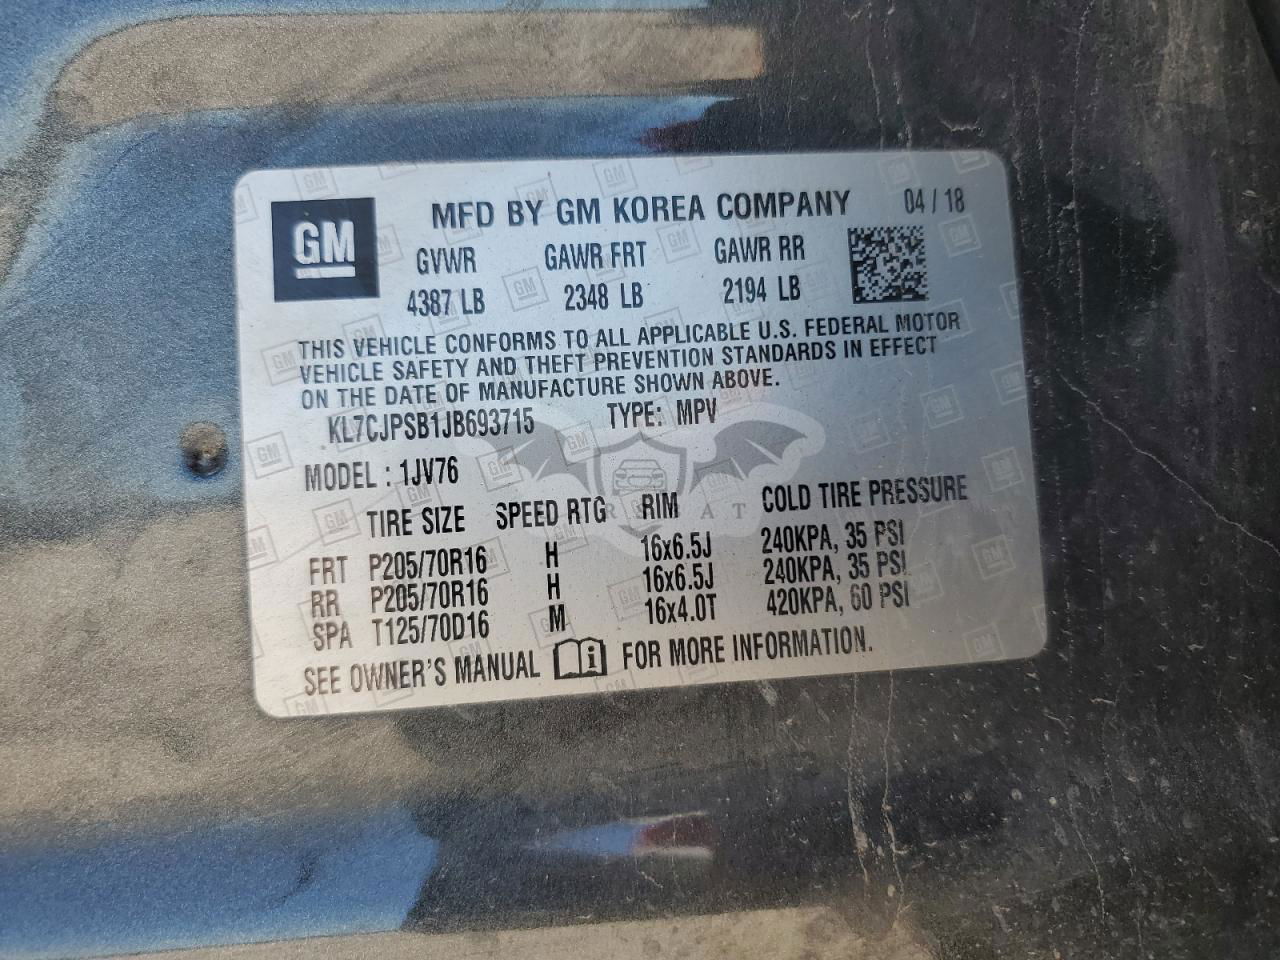 GM
MFD BY GM KOREA COMPANY 04 / 18
GVWR GAWR FRT GAWR RR
4387 LB 2348 LB 2194 LB
THIS VEHICLE CONFORMS TO ALL APPLICABLE U.S. FEDERAL MOTOR
VEHICLE SAFETY AND THEFT PREVENTION STANDARDS IN EFFECT
ON THE DATE OF MANUFACTURE SHOWN ABOVE.
KL7CJPSB1JB693715 TYPE: MPV
MODEL : 1JV76
TIRE SIZE SPEED RTG RIM COLD TIRE PRESSURE
FRT P205/70R16 H 16x6.5J 240KPA, 35 PSI
RR P205/70R16 H 16x6.5J 240KPA, 35 PSI
SPA T125/70D16 M 16x4.0T 420KPA, 60 PSI
SEE OWNER'S MANUAL i FOR MORE INFORMATION.